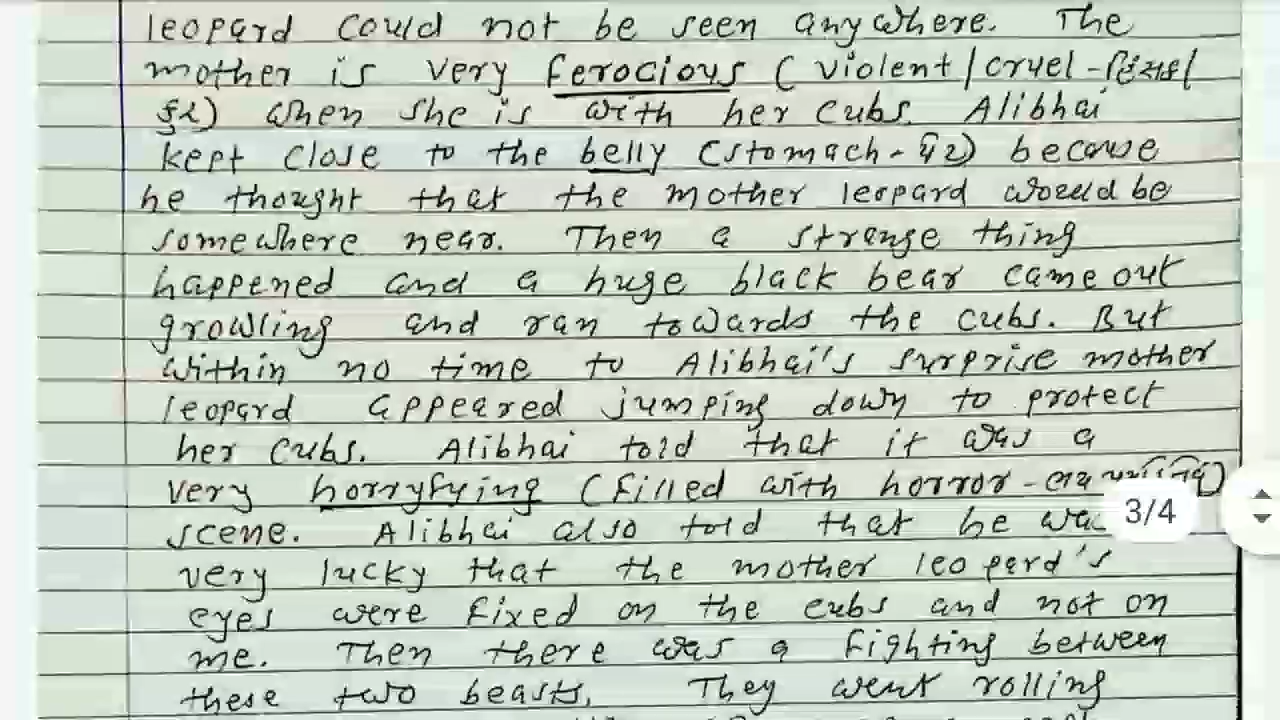 leopard could not be seen anywhere. The
mother is very ferocious (violent/cruel-હિંસક/
ક્રુર) when she is with her cubs. Alibhai
kept close to the belly (stomach-પેટ) because
he thought that the mother leopard would be
somewhere near. Then a strange thing
happened and a huge black bear came out
growling and ran towards the cubs. But
within no time to Alibhai's surprise mother
leopard appeared jumping down to protect
her cubs. Alibhai told that it was a
very horryfying (filled with horror-
scene. Alibhai also told that he was
3/4
very lucky that the mother leopard's
eyes were fixed on the cubs and not on
me. Then there was a fighting between
these two beasts. They went rolling